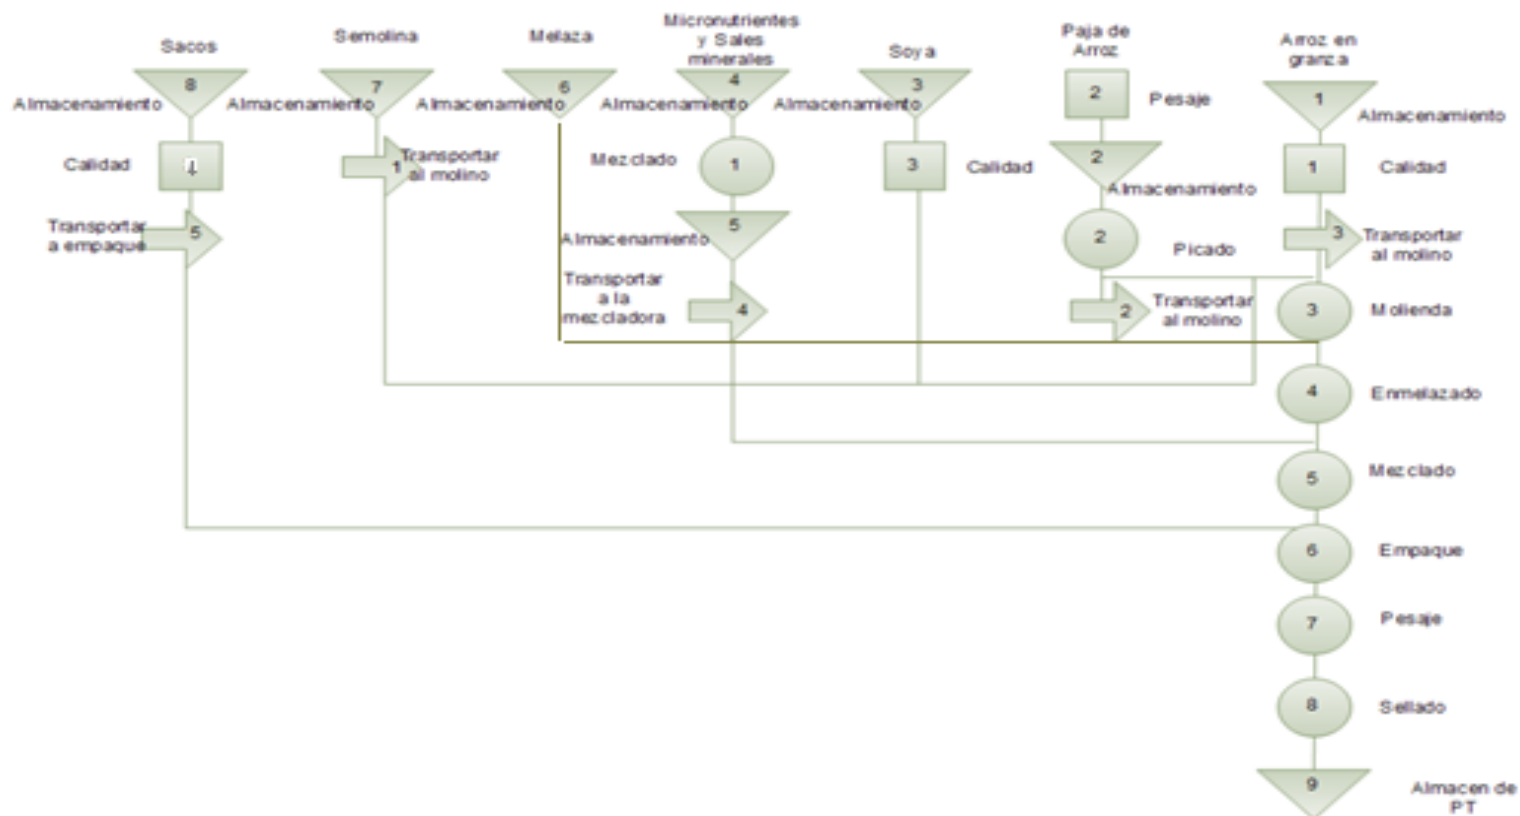 Sacos
Semolina
Melaza
Micronutrientes
y Sales
minerales
Soya
Paja de
Arroz
Arroz en
granza
8
Almacenamiento
7
Almacenamiento
6
Almacenamiento
4
Almacenamiento
3
Almacenamiento
2
Pesaje
1
Almacenamiento
Calidad
4
1
Transportar
al molino
Mezclado
1
3
Calidad
2
Almacenamiento
1
Calidad
Transportar
a empaque
5
5
Almacenamiento
2
Picado
3
Transportar
al molino
Transportar
a la
mezcladora
4
2
Transportar
al molino
3
Molienda
4
Enmelazado
5
Mezclado
6
Empaque
7
Pesaje
8
Sellado
9
Almacen de
PT